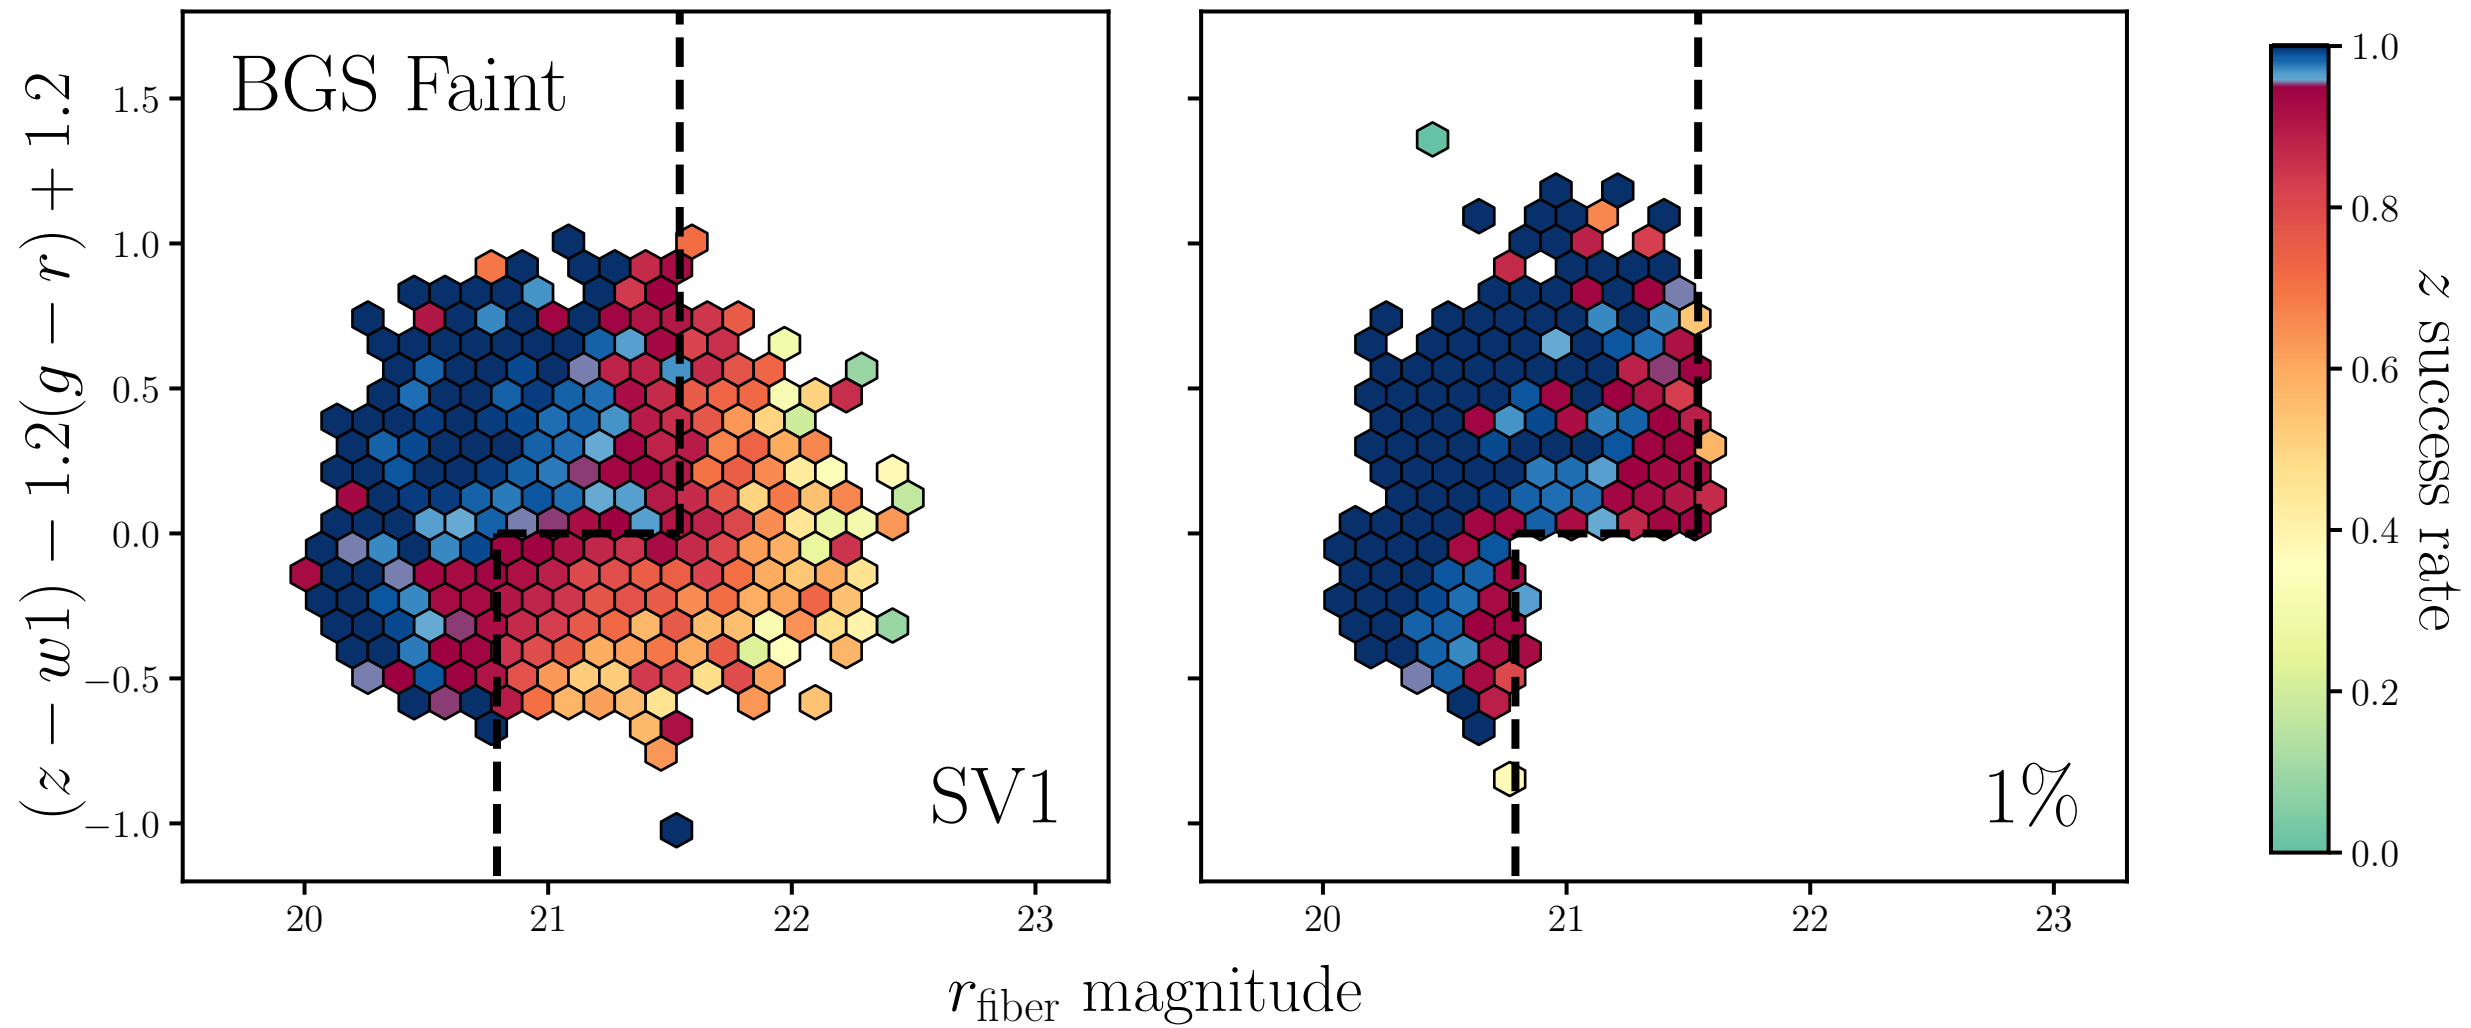 BGS Faint
SV1
1%
(z − w1) − 1.2(g − r) + 1.2
1.5
1.0
0.5
0.0
−0.5
−1.0
20 21 22 23
20 21 22 23
r_fiber magnitude
1.0
0.8
0.6
0.4
0.2
0.0
z success rate